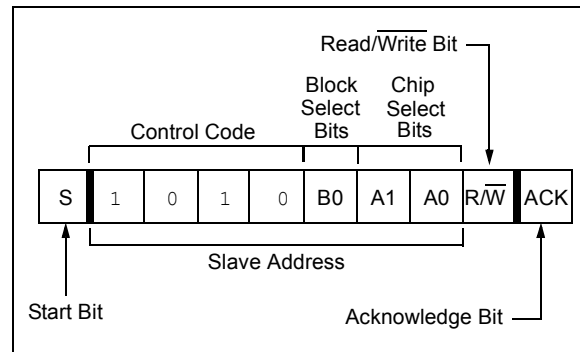 Read/Write Bit
Block
Select
Bits
Chip
Select
Bits
Control Code
S 1 0 1 0 B0 A1 A0 R/W ACK
Slave Address
Start Bit
Acknowledge Bit